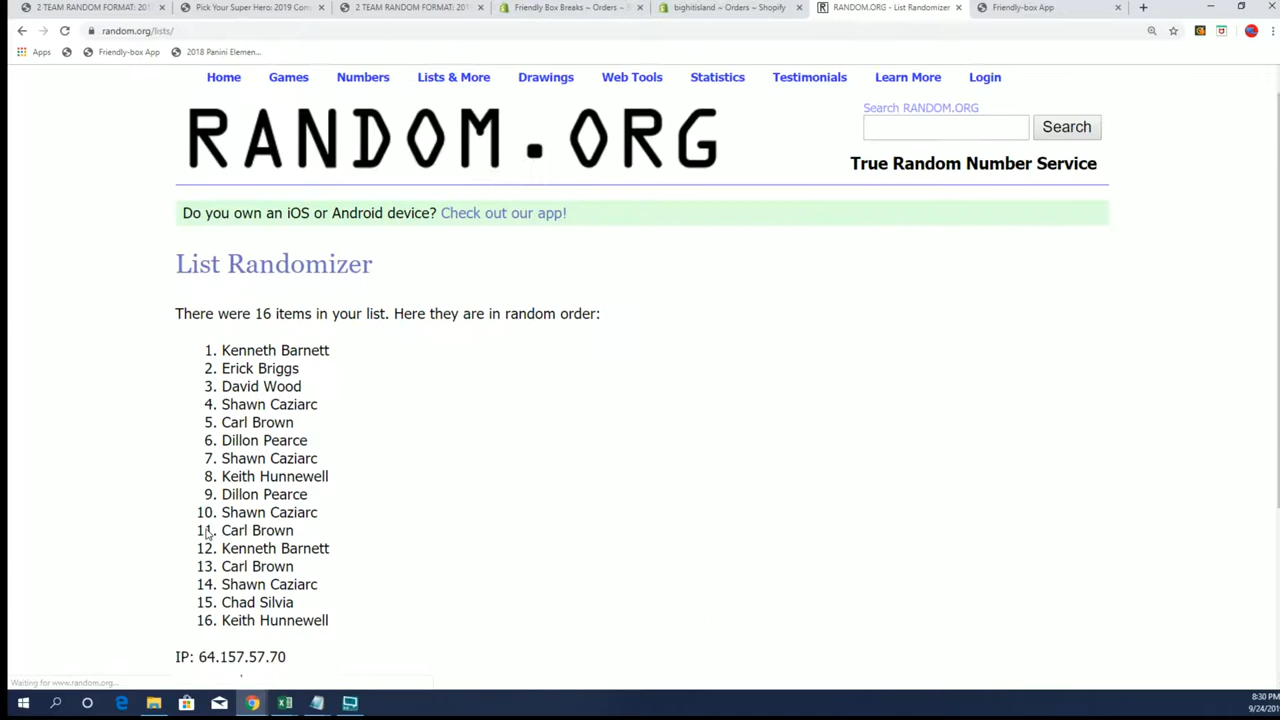 2 TEAM RANDOM FORMAT: 201
Pick Your Super Hero: 2019 Com
2 TEAM RANDOM FORMAT: 201
Friendly Box Breaks ~ Orders ~ S
bighitisland ~ Orders ~ Shopify
RANDOM.ORG - List Randomizer
Friendly-box App
random.org/lists/
Apps
Friendly-box App
2018 Panini Elemen...
Home Games Numbers Lists & More Drawings Web Tools Statistics Testimonials Learn More Login
RANDOM.ORG
Search RANDOM.ORG
Search
True Random Number Service
Do you own an iOS or Android device? Check out our app!
List Randomizer
There were 16 items in your list. Here they are in random order:
1. Kenneth Barnett
2. Erick Briggs
3. David Wood
4. Shawn Caziarc
5. Carl Brown
6. Dillon Pearce
7. Shawn Caziarc
8. Keith Hunnewell
9. Dillon Pearce
10. Shawn Caziarc
11. Carl Brown
12. Kenneth Barnett
13. Carl Brown
14. Shawn Caziarc
15. Chad Silvia
16. Keith Hunnewell
IP: 64.157.57.70
Waiting for www.random.org...
8:30 PM
9/24/201